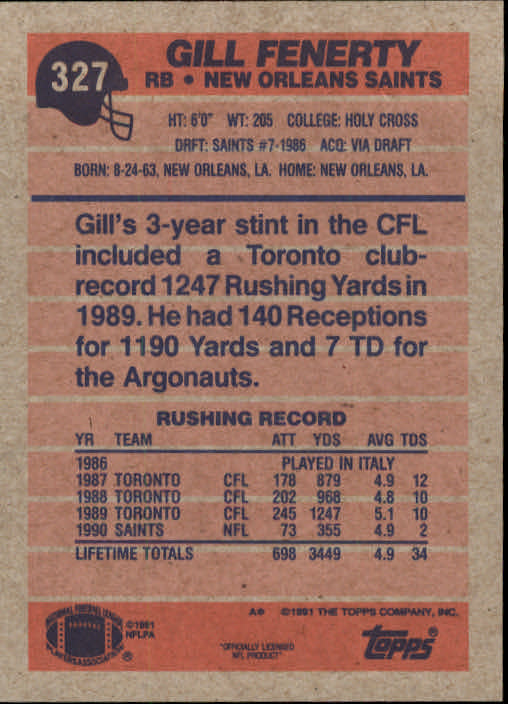 327
GILL FENERTY
RB • NEW ORLEANS SAINTS
HT: 6'0" WT: 205 COLLEGE: HOLY CROSS
DRFT: SAINTS #7-1986 ACQ: VIA DRAFT
BORN: 8-24-63, NEW ORLEANS, LA. HOME: NEW ORLEANS, LA.
Gill's 3-year stint in the CFL
included a Toronto club-
record 1247 Rushing Yards in
1989. He had 140 Receptions
for 1190 Yards and 7 TD for
the Argonauts.
RUSHING RECORD
YR TEAM ATT YDS AVG TDS
1986 PLAYED IN ITALY
1987 TORONTO CFL 178 879 4.9 12
1988 TORONTO CFL 202 968 4.8 10
1989 TORONTO CFL 245 1247 5.1 10
1990 SAINTS NFL 73 355 4.9 2
LIFETIME TOTALS 698 3449 4.9 34
A* ©1991 THE TOPPS COMPANY, INC.
NATIONAL FOOTBALL LEAGUE
PLAYERS ASSOCIATION ®
©1991
NFLPA
"OFFICIALLY LICENSED
NFL PRODUCT"
Topps®